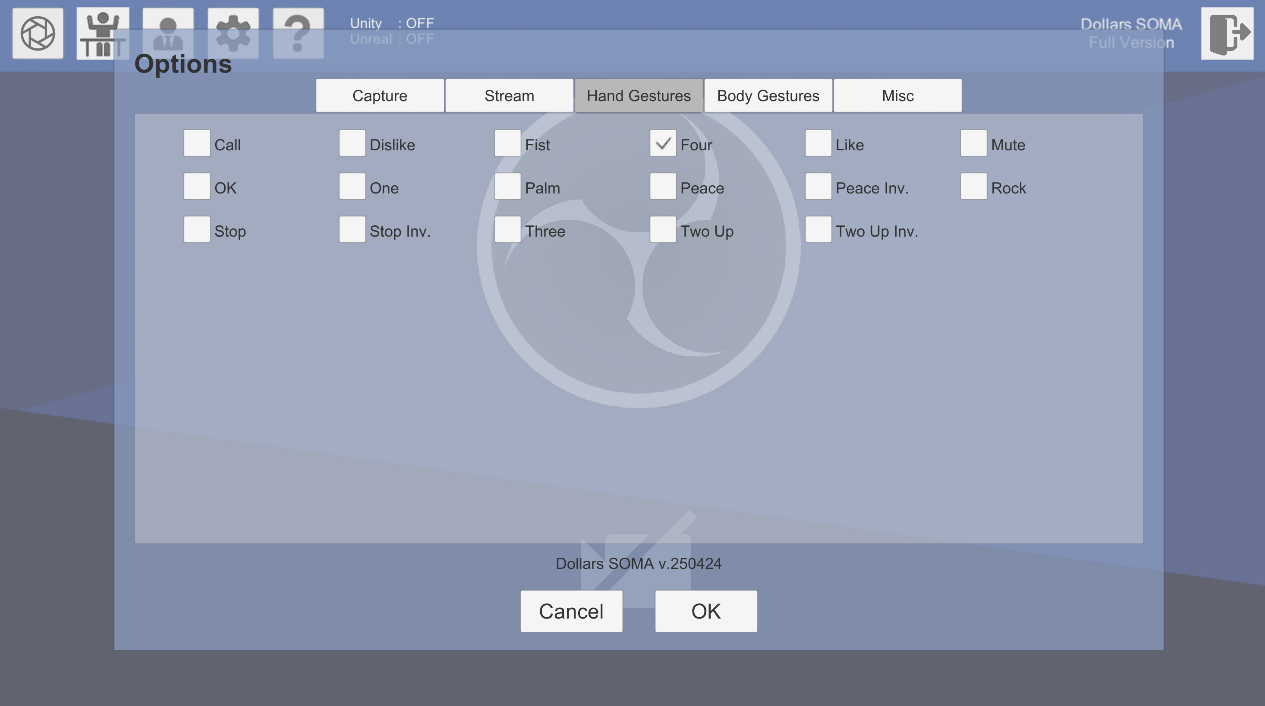 Unity : OFF
Unreal : OFF
Dollars SOMA
Full Version
?
Options
Capture Stream Hand Gestures Body Gestures Misc
Call Dislike Fist Four Like Mute
OK One Palm Peace Peace Inv. Rock
Stop Stop Inv. Three Two Up Two Up Inv.
Dollars SOMA v.250424
Cancel OK